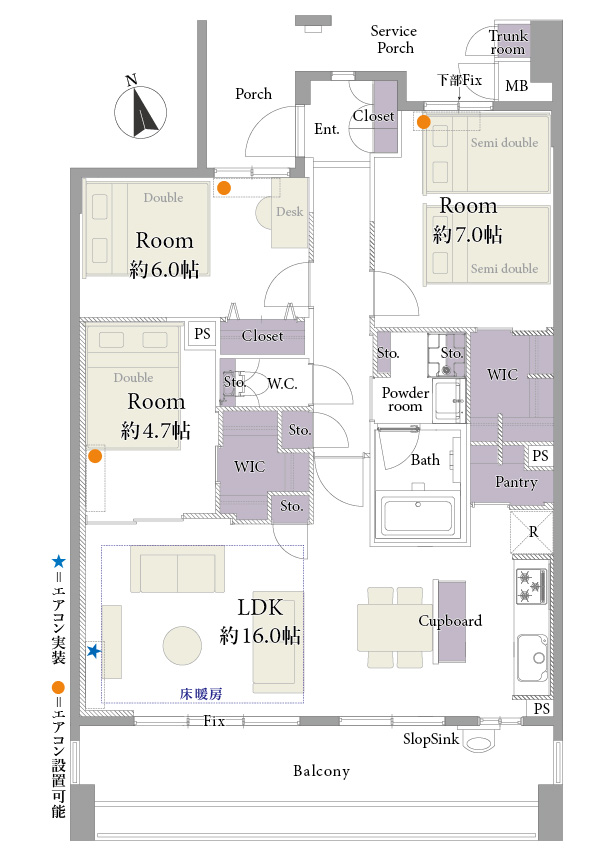 Service
Porch
Trunk
room
下部Fix
MB
N
Porch
Ent.
Closet
Semi double
Room
約7.0帖
Semi double
Double
Desk
Room
約6.0帖
PS
Closet
Sto.
W.C.
Double
Room
約4.7帖
Sto.
WIC
Sto.
Sto.
Sto.
Powder
room
WIC
Bath
PS
Pantry
R
LDK
約16.0帖
Cupboard
床暖房
Fix
PS
SlopSink
Balcony
★=エアコン実装
●=エアコン設置可能